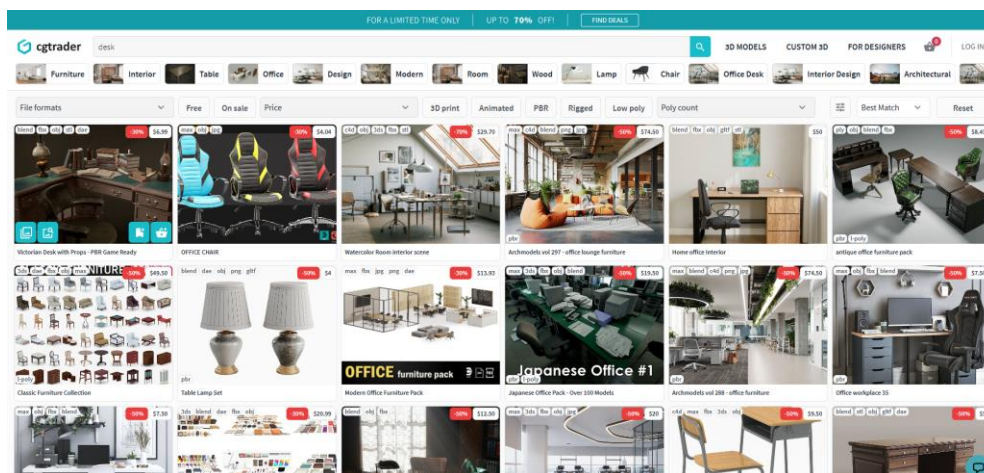 FOR A LIMITED TIME ONLY UP TO 70% OFF! FIND DEALS
cgtrader desk 3D MODELS CUSTOM 3D FOR DESIGNERS 0 LOG IN
Furniture Interior Table Office Design Modern Room Wood Lamp Chair Office Desk Interior Design Architectural
File formats Free On sale Price 3D print Animated PBR Rigged Low poly Poly count Best Match Reset
blend fbx obj stl dae -30% $6.99 max obj jpg -30% $4.04 c4d obj 3ds fbx stl -70% $29.70 max c4d blend png jpg -50% $74.50 blend fbx obj gltf stl $50 ply obj blend fbx -50%
pbr pbr l-poly
Victorian Desk with Props - PBR Game Ready OFFICE CHAIR Watercolor Room interior scene Archmodels vol 297 - office lounge furniture Home office Interior antique office furniture pack
3ds dae fbx obj max -50% $49.50 blend dae obj png gltf -50% $4 max fbx jpg png dae -30% $13.93 max 3ds fbx obj blend -50% $19.50 max blend c4d png jpg -50% $74.50 max obj fbx blend -50%
OFFICE furniture pack Japanese Office #1
l-poly pbr pbr l-poly pbr
Classic Furniture Collection Table Lamp Set Modern Office Furniture Pack Japanese Office Pack - Over 100 Models Archmodels vol 288 - office furniture Office workplace 35
max obj fbx blend -50% $7.50 3ds blend dae fbx obj -30% $20.99 blend obj fbx -50% $12.50 max 3ds fbx obj jpg -50% $20 c4d max fbx 3ds obj -50% $9.50 blend stl obj gltf dae -50%